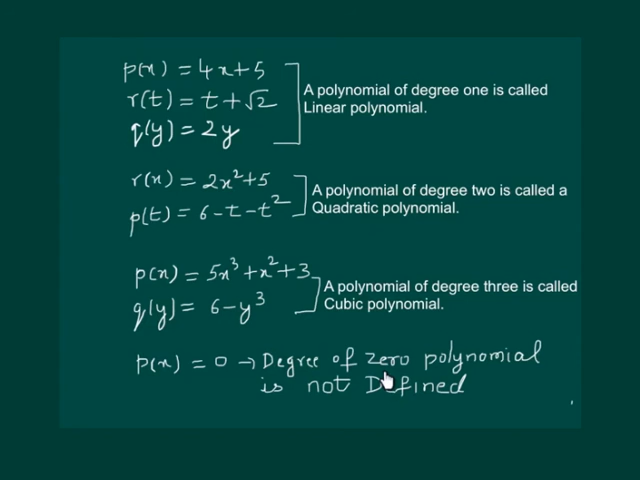 p(x) = 4x+5
r(t) = t+√2
q(y) = 2y
A polynomial of degree one is called
Linear polynomial.
r(x) = 2x²+5
p(t) = 6-t-t²
A polynomial of degree two is called a
Quadratic polynomial.
p(x) = 5x³+x²+3
q(y) = 6-y³
A polynomial of degree three is called
Cubic polynomial.
p(x) = 0 → Degree of zero polynomial
is not Defined